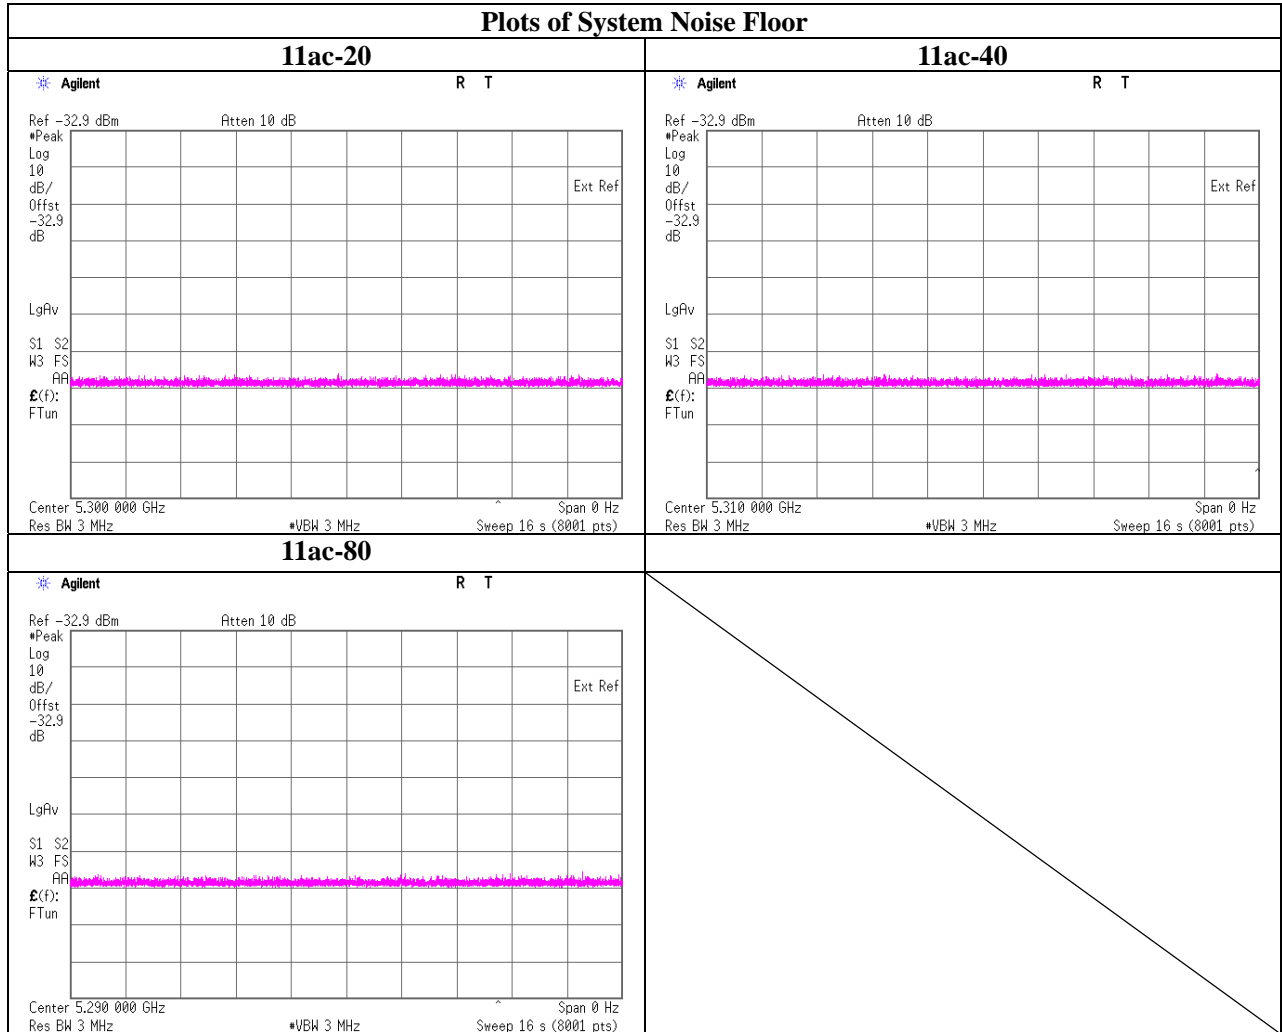 Plots of System Noise Floor
11ac-20
11ac-40
Agilent
R T
Ref -32.9 dBm
Atten 10 dB
#Peak
Log
10
dB/
Offst
-32.9
dB
Ext Ref
LgAv
S1 S2
W3 FS
AA
£(f):
FTun
Center 5.300 000 GHz
Span 0 Hz
Res BW 3 MHz
#VBW 3 MHz
Sweep 16 s (8001 pts)
Agilent
R T
Ref -32.9 dBm
Atten 10 dB
#Peak
Log
10
dB/
Offst
-32.9
dB
Ext Ref
LgAv
S1 S2
W3 FS
AA
£(f):
FTun
Center 5.310 000 GHz
Span 0 Hz
Res BW 3 MHz
#VBW 3 MHz
Sweep 16 s (8001 pts)
11ac-80
Agilent
R T
Ref -32.9 dBm
Atten 10 dB
#Peak
Log
10
dB/
Offst
-32.9
dB
Ext Ref
LgAv
S1 S2
W3 FS
AA
£(f):
FTun
Center 5.290 000 GHz
Span 0 Hz
Res BW 3 MHz
#VBW 3 MHz
Sweep 16 s (8001 pts)